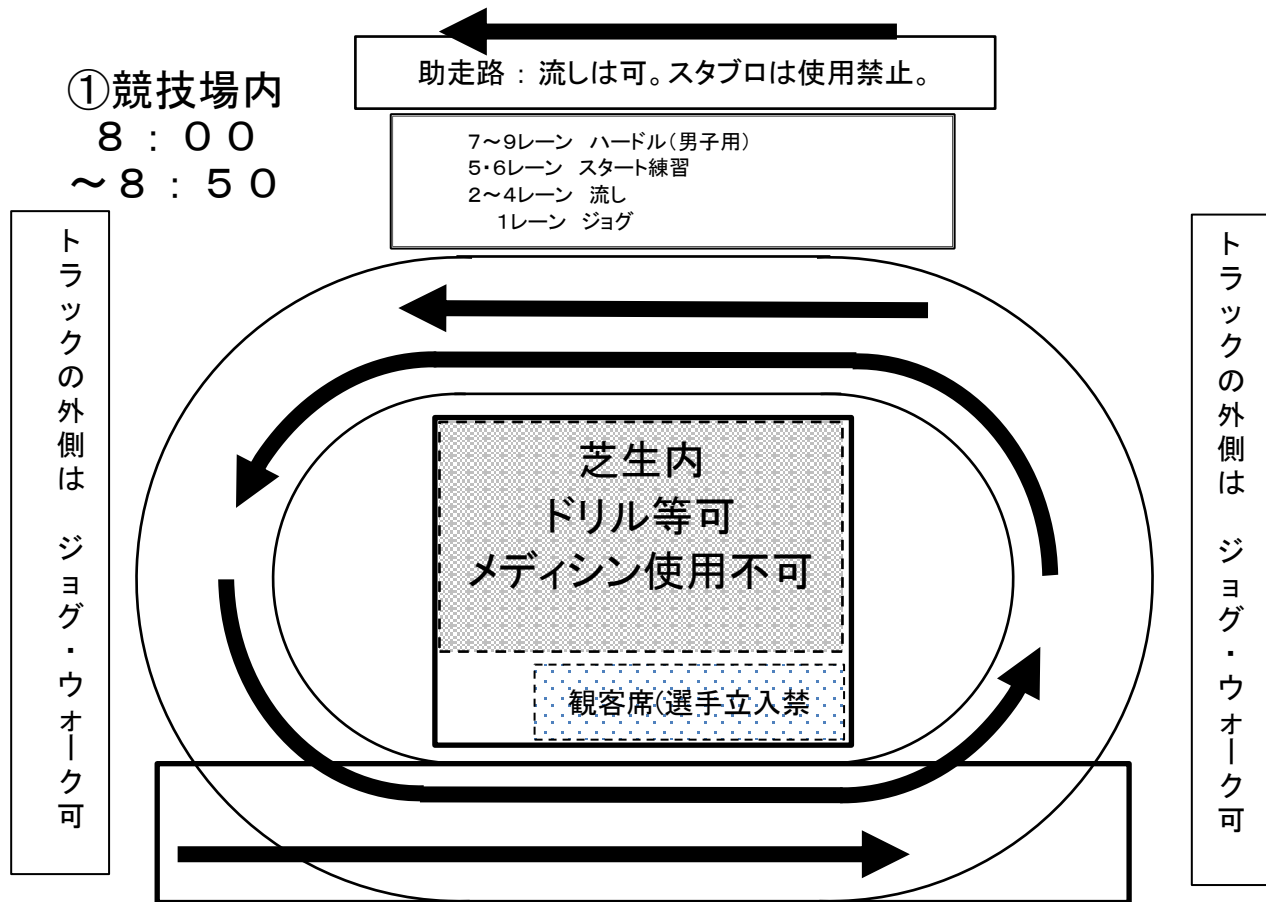 助走路：流しは可。スタブロは使用禁止。
①競技場内
８：００
～８：５０
7～9レーン　ハードル（男子用）
5・6レーン　スタート練習
2～4レーン　流し
1レーン　ジョグ
トラックの外側は　ジョグ・ウオーク可
芝生内
ドリル等可
メディシン使用不可
観客席(選手立入禁
トラックの外側は　ジョグ・ウオーク可